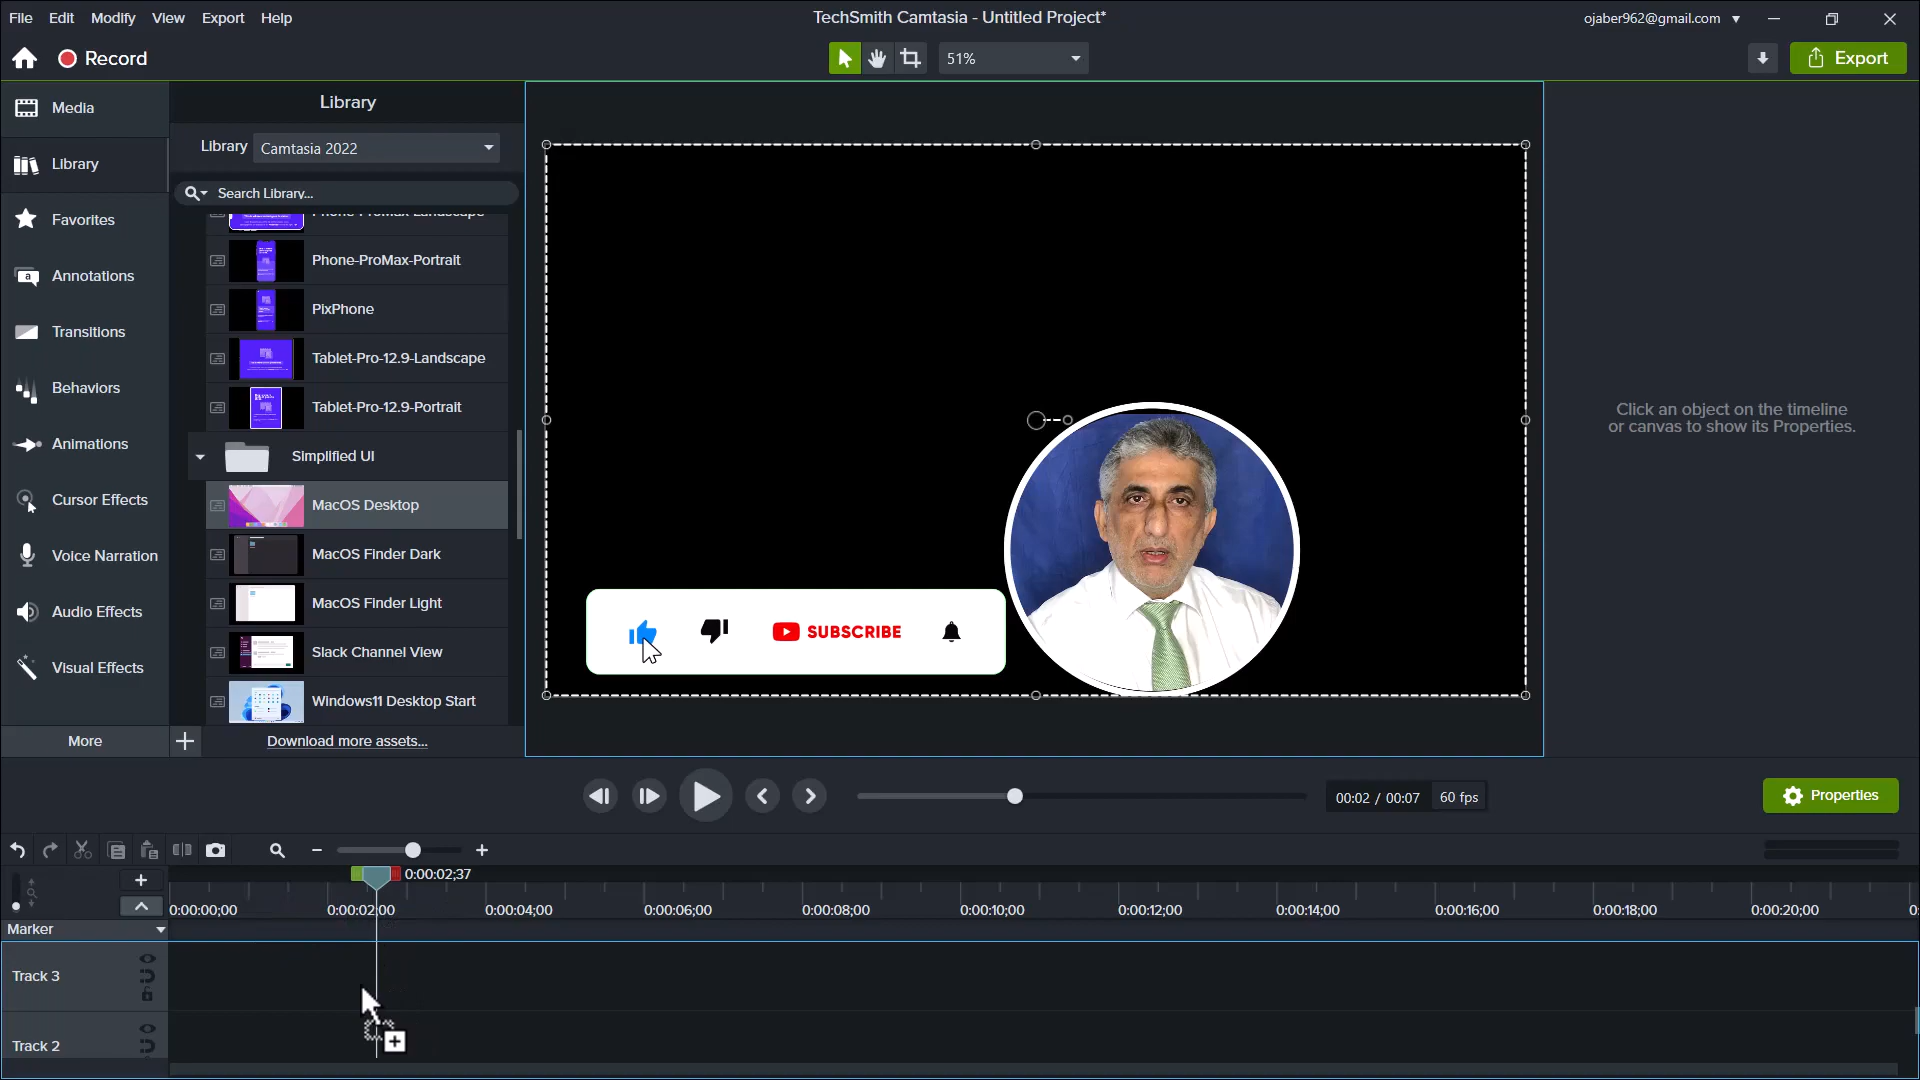 File Edit Modify View Export Help
TechSmith Camtasia - Untitled Project*
ojaber962@gmail.com
Record
51%
Export
Media
Library
Favorites
Annotations
Transitions
Behaviors
Animations
Cursor Effects
Voice Narration
Audio Effects
Visual Effects
More
Library
Library Camtasia 2022
Search Library...
Phone-ProMax-Landscape
Phone-ProMax-Portrait
PixPhone
Tablet-Pro-12.9-Landscape
Tablet-Pro-12.9-Portrait
Simplified UI
MacOS Desktop
MacOS Finder Dark
MacOS Finder Light
Slack Channel View
Windows11 Desktop Start
Download more assets...
SUBSCRIBE
Click an object on the timeline
or canvas to show its Properties.
00:02 / 00:07 60 fps
Properties
0:00:02;37
0:00:00;00 0:00:02;00 0:00:04;00 0:00:06;00 0:00:08;00 0:00:10;00 0:00:12;00 0:00:14;00 0:00:16;00 0:00:18;00 0:00:20;00
Marker
Track 3
Track 2